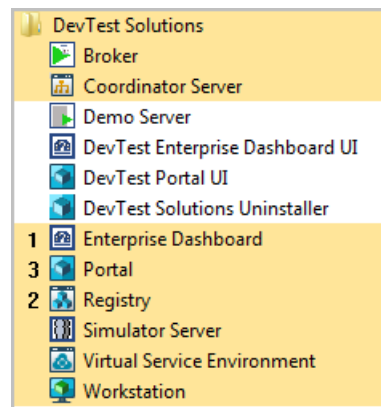 DevTest Solutions
Broker
Coordinator Server
Demo Server
DevTest Enterprise Dashboard UI
DevTest Portal UI
DevTest Solutions Uninstaller
1 Enterprise Dashboard
3 Portal
2 Registry
Simulator Server
Virtual Service Environment
Workstation